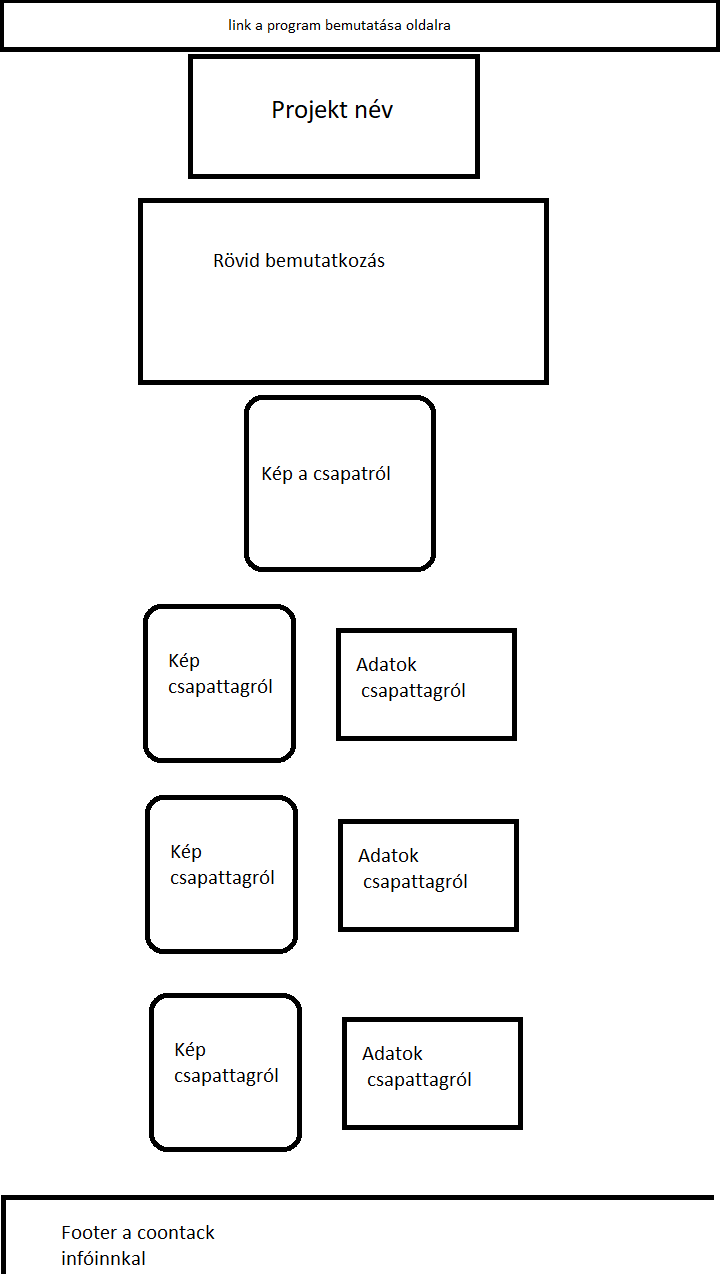 link a program bemutatása oldalra
Projekt név
Rövid bemutatkozás
Kép a csapatról
Kép
csapattagról
Adatok
csapattagról
Kép
csapattagról
Adatok
csapattagról
Kép
csapattagról
Adatok
csapattagról
Footer a coontack
infóinnkal